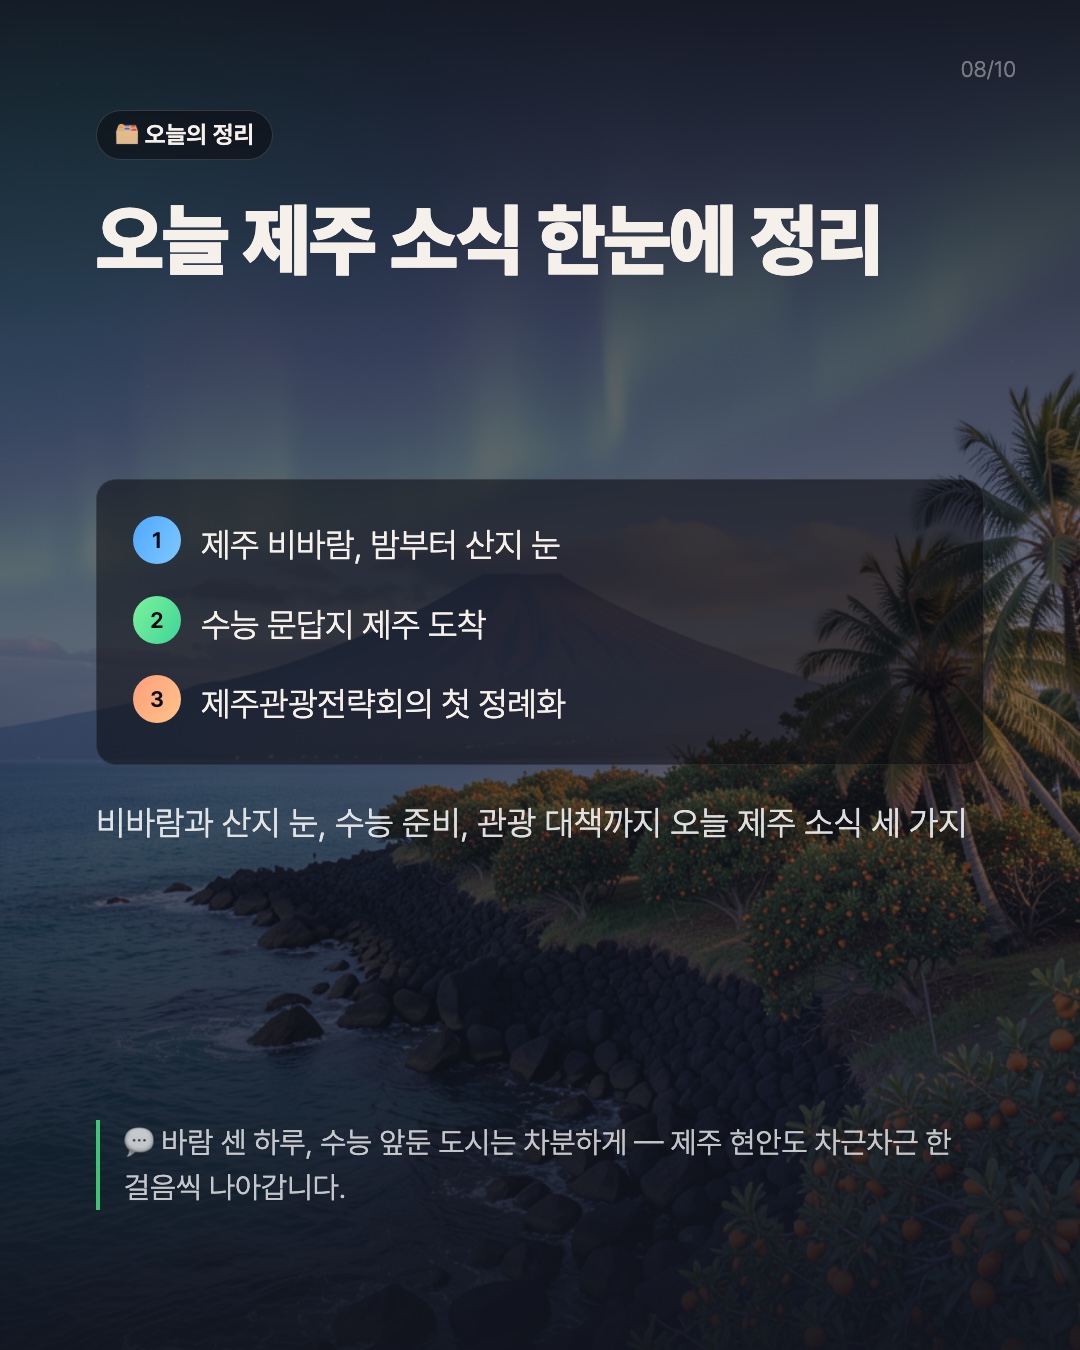 08/10
🗂️ 오늘의 정리
오늘 제주 소식 한눈에 정리
1 제주 비바람, 밤부터 산지 눈
2 수능 문답지 제주 도착
3 제주관광전략회의 첫 정례화
비바람과 산지 눈, 수능 준비, 관광 대책까지 오늘 제주 소식 세 가지
💬 바람 센 하루, 수능 앞둔 도시는 차분하게 — 제주 현안도 차근차근 한
걸음씩 나아갑니다.